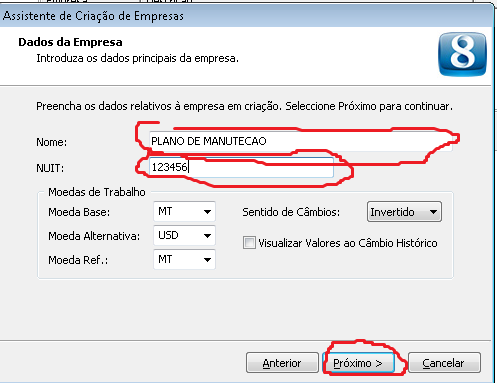 Assistente de Criação de Empresas
Dados da Empresa
Introduza os dados principais da empresa.
8
Preencha os dados relativos à empresa em criação. Seleccione Próximo para continuar.
Nome: PLANO DE MANUTECAO
NUIT: 123456
Moedas de Trabalho
Moeda Base: MT Sentido de Câmbios: Invertido
Moeda Alternativa: USD Visualizar Valores ao Câmbio Histórico
Moeda Ref.: MT
Anterior Próximo > Cancelar